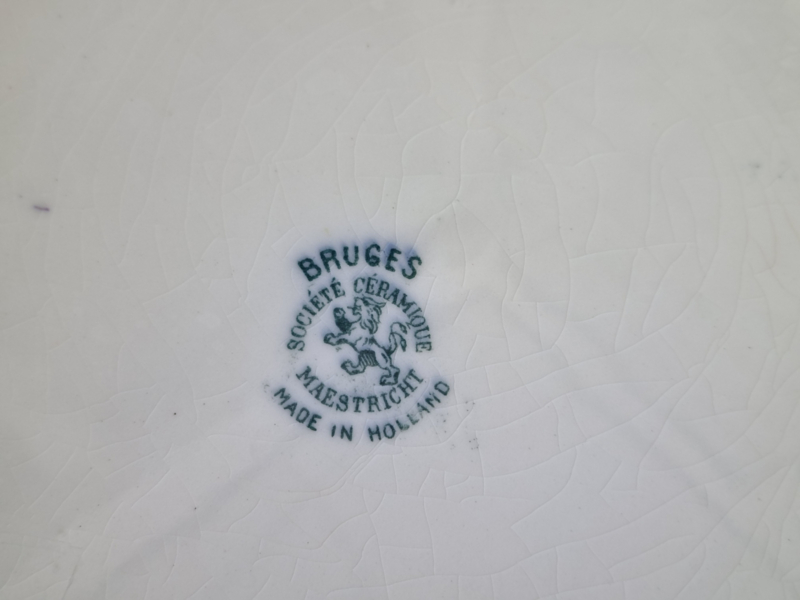 BRUGES
SOCIÉTÉ CÉRAMIQUE
MAESTRICHT
MADE IN HOLLAND